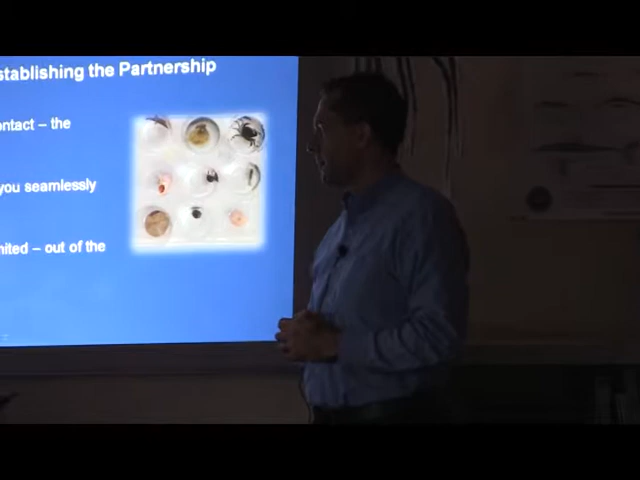 stablishing the Partnership
ontact – the
you seamlessly
nited – out of the